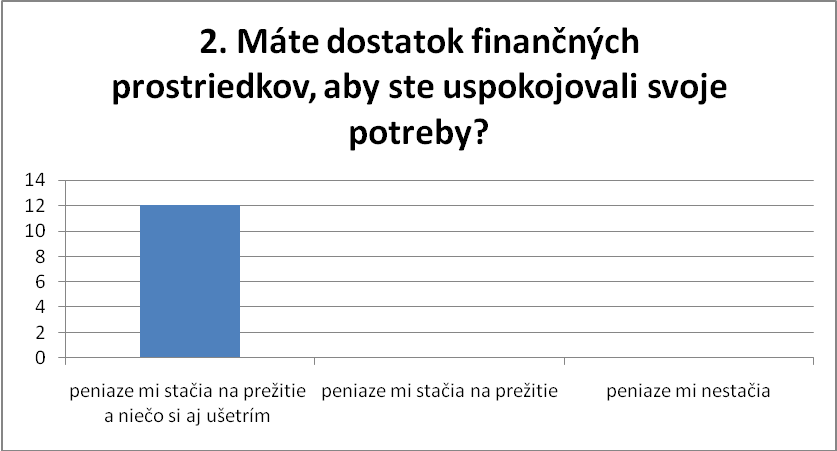 2. Máte dostatok finančných
prostriedkov, aby ste uspokojovali svoje
potreby?
14
12
10
8
6
4
2
0
peniaze mi stačia na prežitie
a niečo si aj ušetrím
peniaze mi stačia na prežitie
peniaze mi nestačia